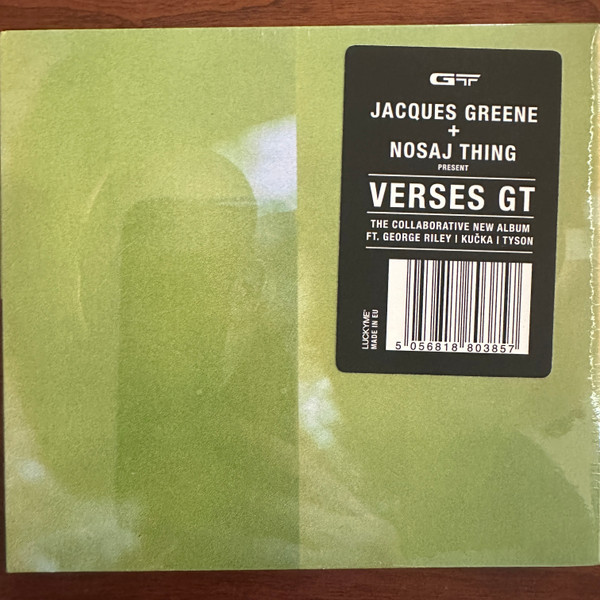 GT
JACQUES GREENE
+
NOSAJ THING
PRESENT
VERSES GT
THE COLLABORATIVE NEW ALBUM
FT. GEORGE RILEY | KUČKA | TYSON
LUCKYME®
MADE IN EU
5 056818 803857